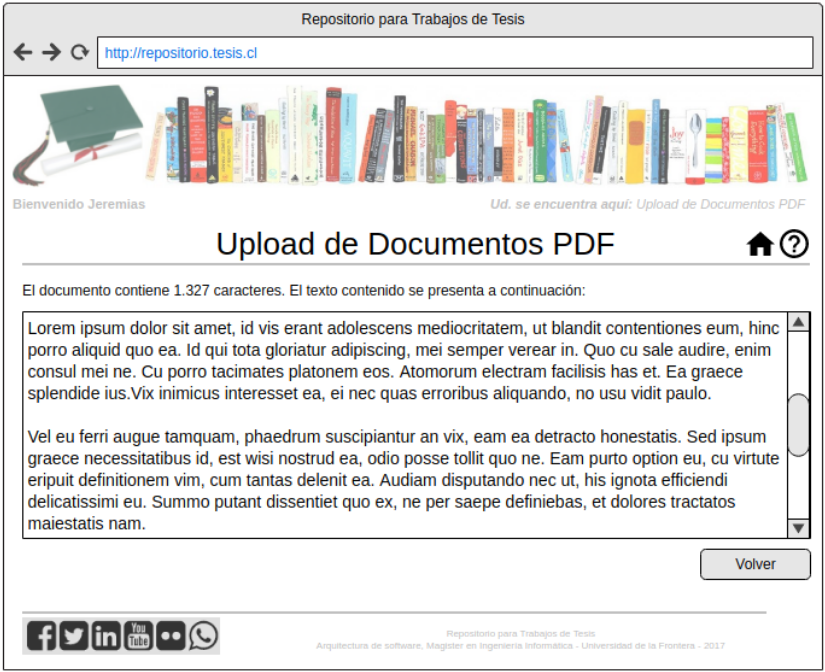 Repositorio para Trabajos de Tesis
http://repositorio.tesis.cl
Bienvenido Jeremias
Ud. se encuentra aquí: Upload de Documentos PDF
Upload de Documentos PDF
El documento contiene 1.327 caracteres. El texto contenido se presenta a continuación:
Lorem ipsum dolor sit amet, id vis erant adolescens mediocritatem, ut blandit contentiones eum, hinc
porro aliquid quo ea. Id qui tota gloriatur adipiscing, mei semper verear in. Quo cu sale audire, enim
consul mei ne. Cu porro tacimates platonem eos. Atomorum electram facilisis has et. Ea graece
splendide ius.Vix inimicus interesset ea, ei nec quas erroribus aliquando, no usu vidit paulo.
Vel eu ferri augue tamquam, phaedrum suscipiantur an vix, eam ea detracto honestatis. Sed ipsum
graece necessitatibus id, est wisi nostrud ea, odio posse tollit quo ne. Eam purto option eu, cu virtute
eripuit definitionem vim, cum tantas delenit ea. Audiam disputando nec ut, his ignota efficiendi
delicatissimi eu. Summo putant dissentiet quo ex, ne per saepe definiebas, et dolores tractatos
maiestatis nam.
Volver
You
Tube
Repositorio para Trabajos de Tesis
Arquitectura de software, Magister en Ingeniería Informática - Universidad de la Frontera - 2017